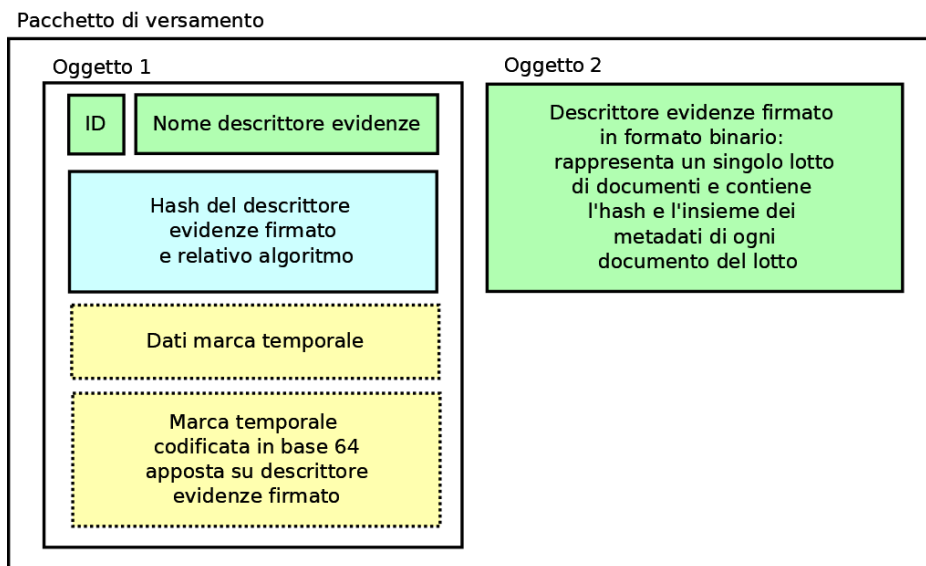 Pacchetto di versamento
Oggetto 1
ID
Nome descrittore evidenze
Hash del descrittore
evidenze firmato
e relativo algoritmo
Dati marca temporale
Marca temporale
codificata in base 64
apposta su descrittore
evidenze firmato
Oggetto 2
Descrittore evidenze firmato
in formato binario:
rappresenta un singolo lotto
di documenti e contiene
l'hash e l'insieme dei
metadati di ogni
documento del lotto